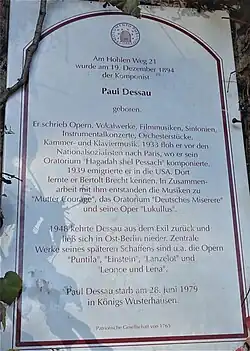 Am Hohlen Weg 21
wurde am 19. Dezember 1894
der Komponist
Paul Dessau
geboren.
Er schrieb Opern, Vokalwerke, Filmmusiken, Sinfonien,
Instrumentalkonzerte, Orchesterstücke,
Kammer- und Klaviermusik. 1933 floh er vor den
Nationalsozialisten nach Paris, wo er sein
Oratorium "Hagadah shel Pessach" komponierte.
1939 emigrierte er in die USA. Dort
lernte er Bertolt Brecht kennen. In Zusammen-
arbeit mit ihm entstanden die Musiken zu
"Mutter Courage", das Oratorium "Deutsches Miserere"
und seine Oper "Lukullus".
1948 kehrte Dessau aus dem Exil zurück und
ließ sich in Ost-Berlin nieder. Zentrale
Werke seines späteren Schaffens sind u.a. die Opern
"Puntila", "Einstein", "Lanzelot" und
"Leonce und Lena".
Paul Dessau starb am 28. Juni 1979
in Königs Wusterhausen.
Patriotische Gesellschaft von 1765